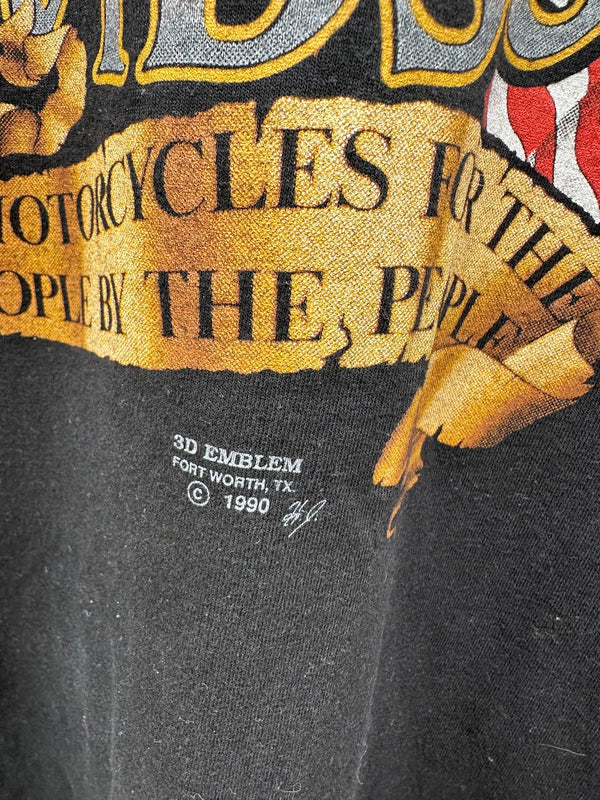 MOTORCYCLES FOR THE
PEOPLE BY THE PEOPLE
3D EMBLEM
FORT WORTH, TX.
© 1990